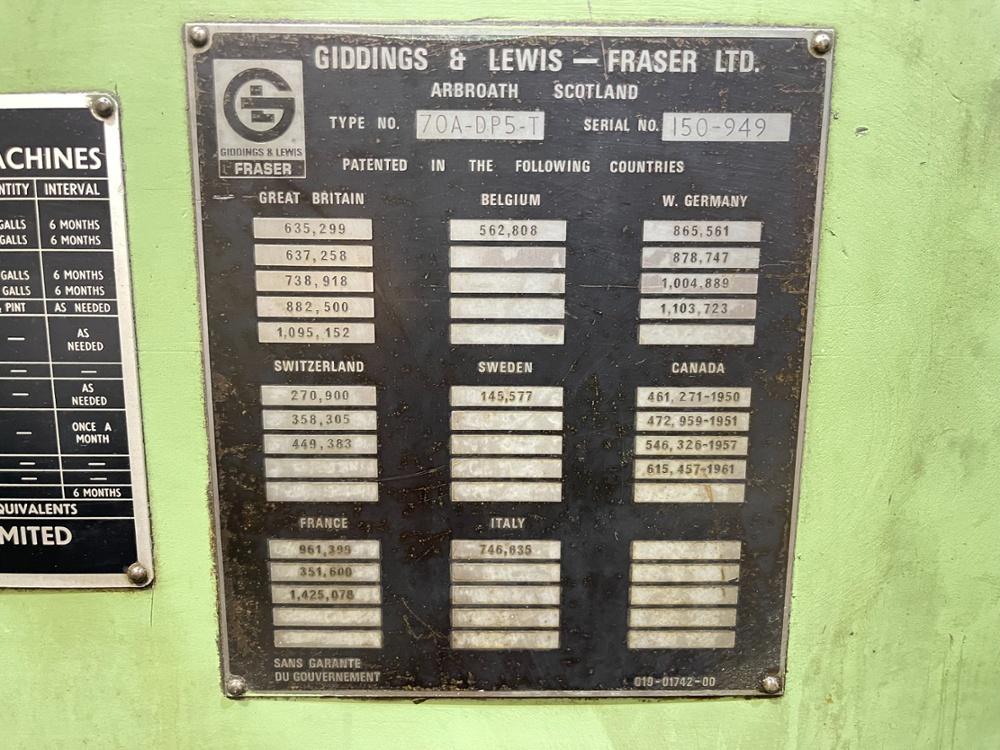 ACHINES
NTITY INTERVAL
GALLS 6 MONTHS
GALLS 6 MONTHS
GALLS 6 MONTHS
GALLS 6 MONTHS
PINT AS NEEDED
— AS NEEDED
— —
— AS NEEDED
— ONCE A MONTH
— —
— —
6 MONTHS
QUIVALENTS
MITED
GIDDINGS & LEWIS — FRASER LTD.
ARBROATH SCOTLAND
G
GIDDINGS & LEWIS
FRASER
TYPE NO. 70A-DP5-T SERIAL NO. 150-949
PATENTED IN THE FOLLOWING COUNTRIES
GREAT BRITAIN BELGIUM W. GERMANY
635,299 562,808 865,561
637,258 878,747
738,918 1,004,889
882,500 1,103,723
1,095,152
SWITZERLAND SWEDEN CANADA
270,900 145,577 461,271-1950
358,305 472,959-1951
449,383 546,326-1957
615,457-1961
FRANCE ITALY
961,399 746,635
351,600
1,425,078
SANS GARANTE
DU GOUVERNEMENT
019-01742-00